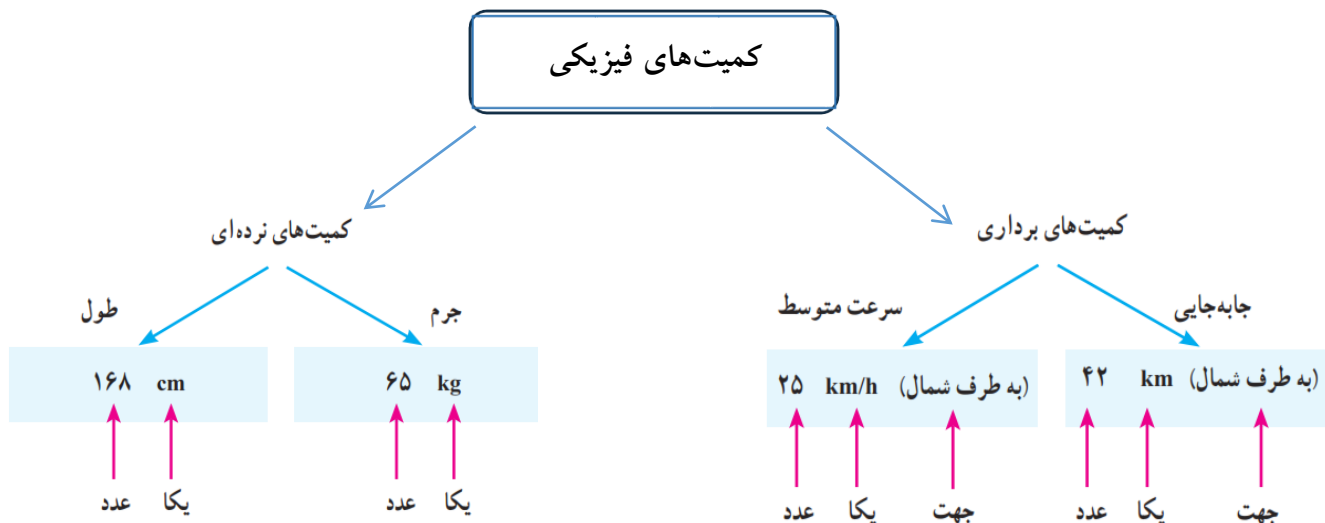 کمیت‌های فیزیکی
کمیت‌های برداری
کمیت‌های نرده‌ای
جابه‌جایی
سرعت متوسط
جرم
طول
۴۲ km (به طرف شمال)
۲۵ km/h (به طرف شمال)
۶۵ kg
۱۶۸ cm
جهت یکا عدد
جهت یکا عدد
یکا عدد
یکا عدد